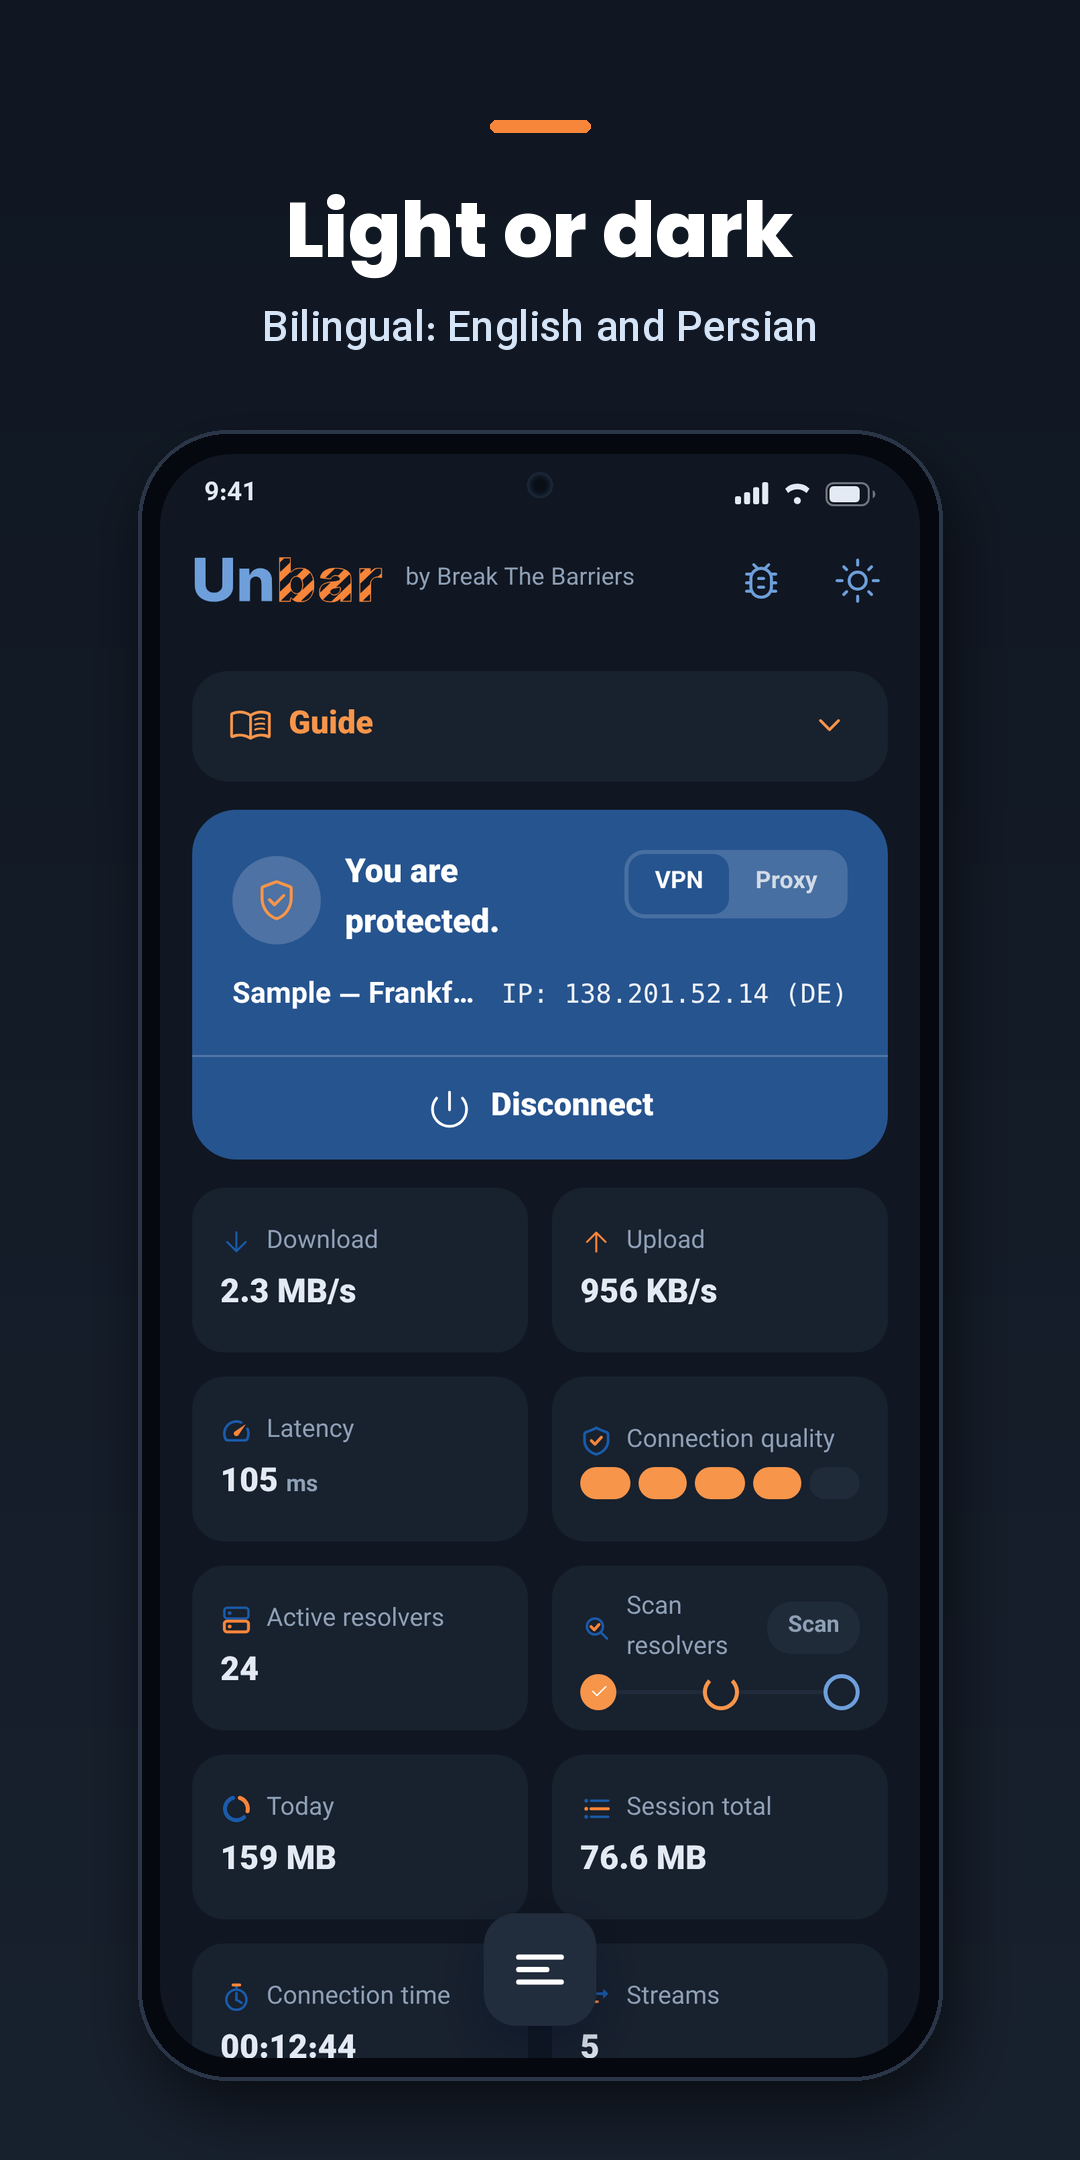 Light or dark
Bilingual: English and Persian
9:41
Unbar by Break The Barriers
Guide
You are
protected.
VPN
Proxy
Sample — Frankf... IP: 138.201.52.14 (DE)
Disconnect
Download
2.3 MB/s
Upload
956 KB/s
Latency
105 ms
Connection quality
Active resolvers
24
Scan
resolvers
Scan
Today
159 MB
Session total
76.6 MB
Connection time
00:12:44
Streams
5